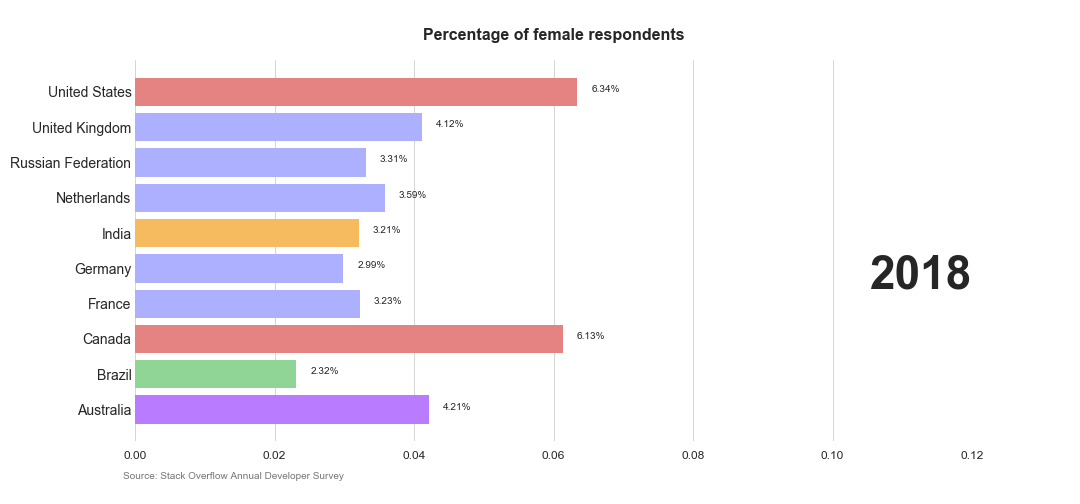 Percentage of female respondents
United States 6.34%
United Kingdom 4.12%
Russian Federation 3.31%
Netherlands 3.59%
India 3.21%
Germany 2.99%
2018
France 3.23%
Canada 6.13%
Brazil 2.32%
Australia 4.21%
0.00 0.02 0.04 0.06 0.08 0.10 0.12
Source: Stack Overflow Annual Developer Survey